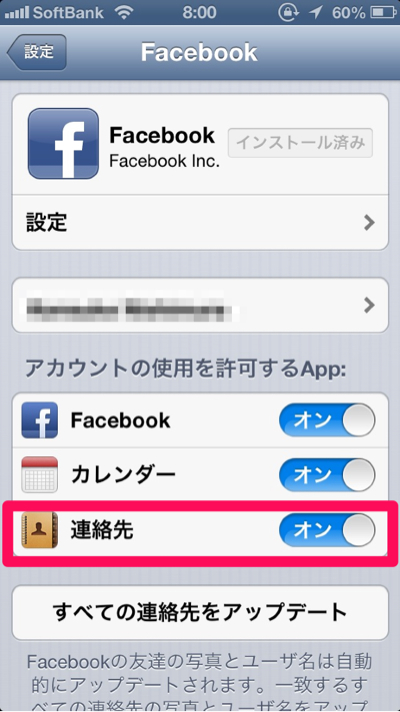 SoftBank 8:00 60%
設定 Facebook
f
Facebook インストール済み
Facebook Inc.
設定
アカウントの使用を許可するApp:
f Facebook オン
カレンダー オン
連絡先 オン
すべての連絡先をアップデート
Facebookの友達の写真とユーザ名は自動
的にアップデートされます。一致するす
べての連絡先の写真とユーザ名をアップ